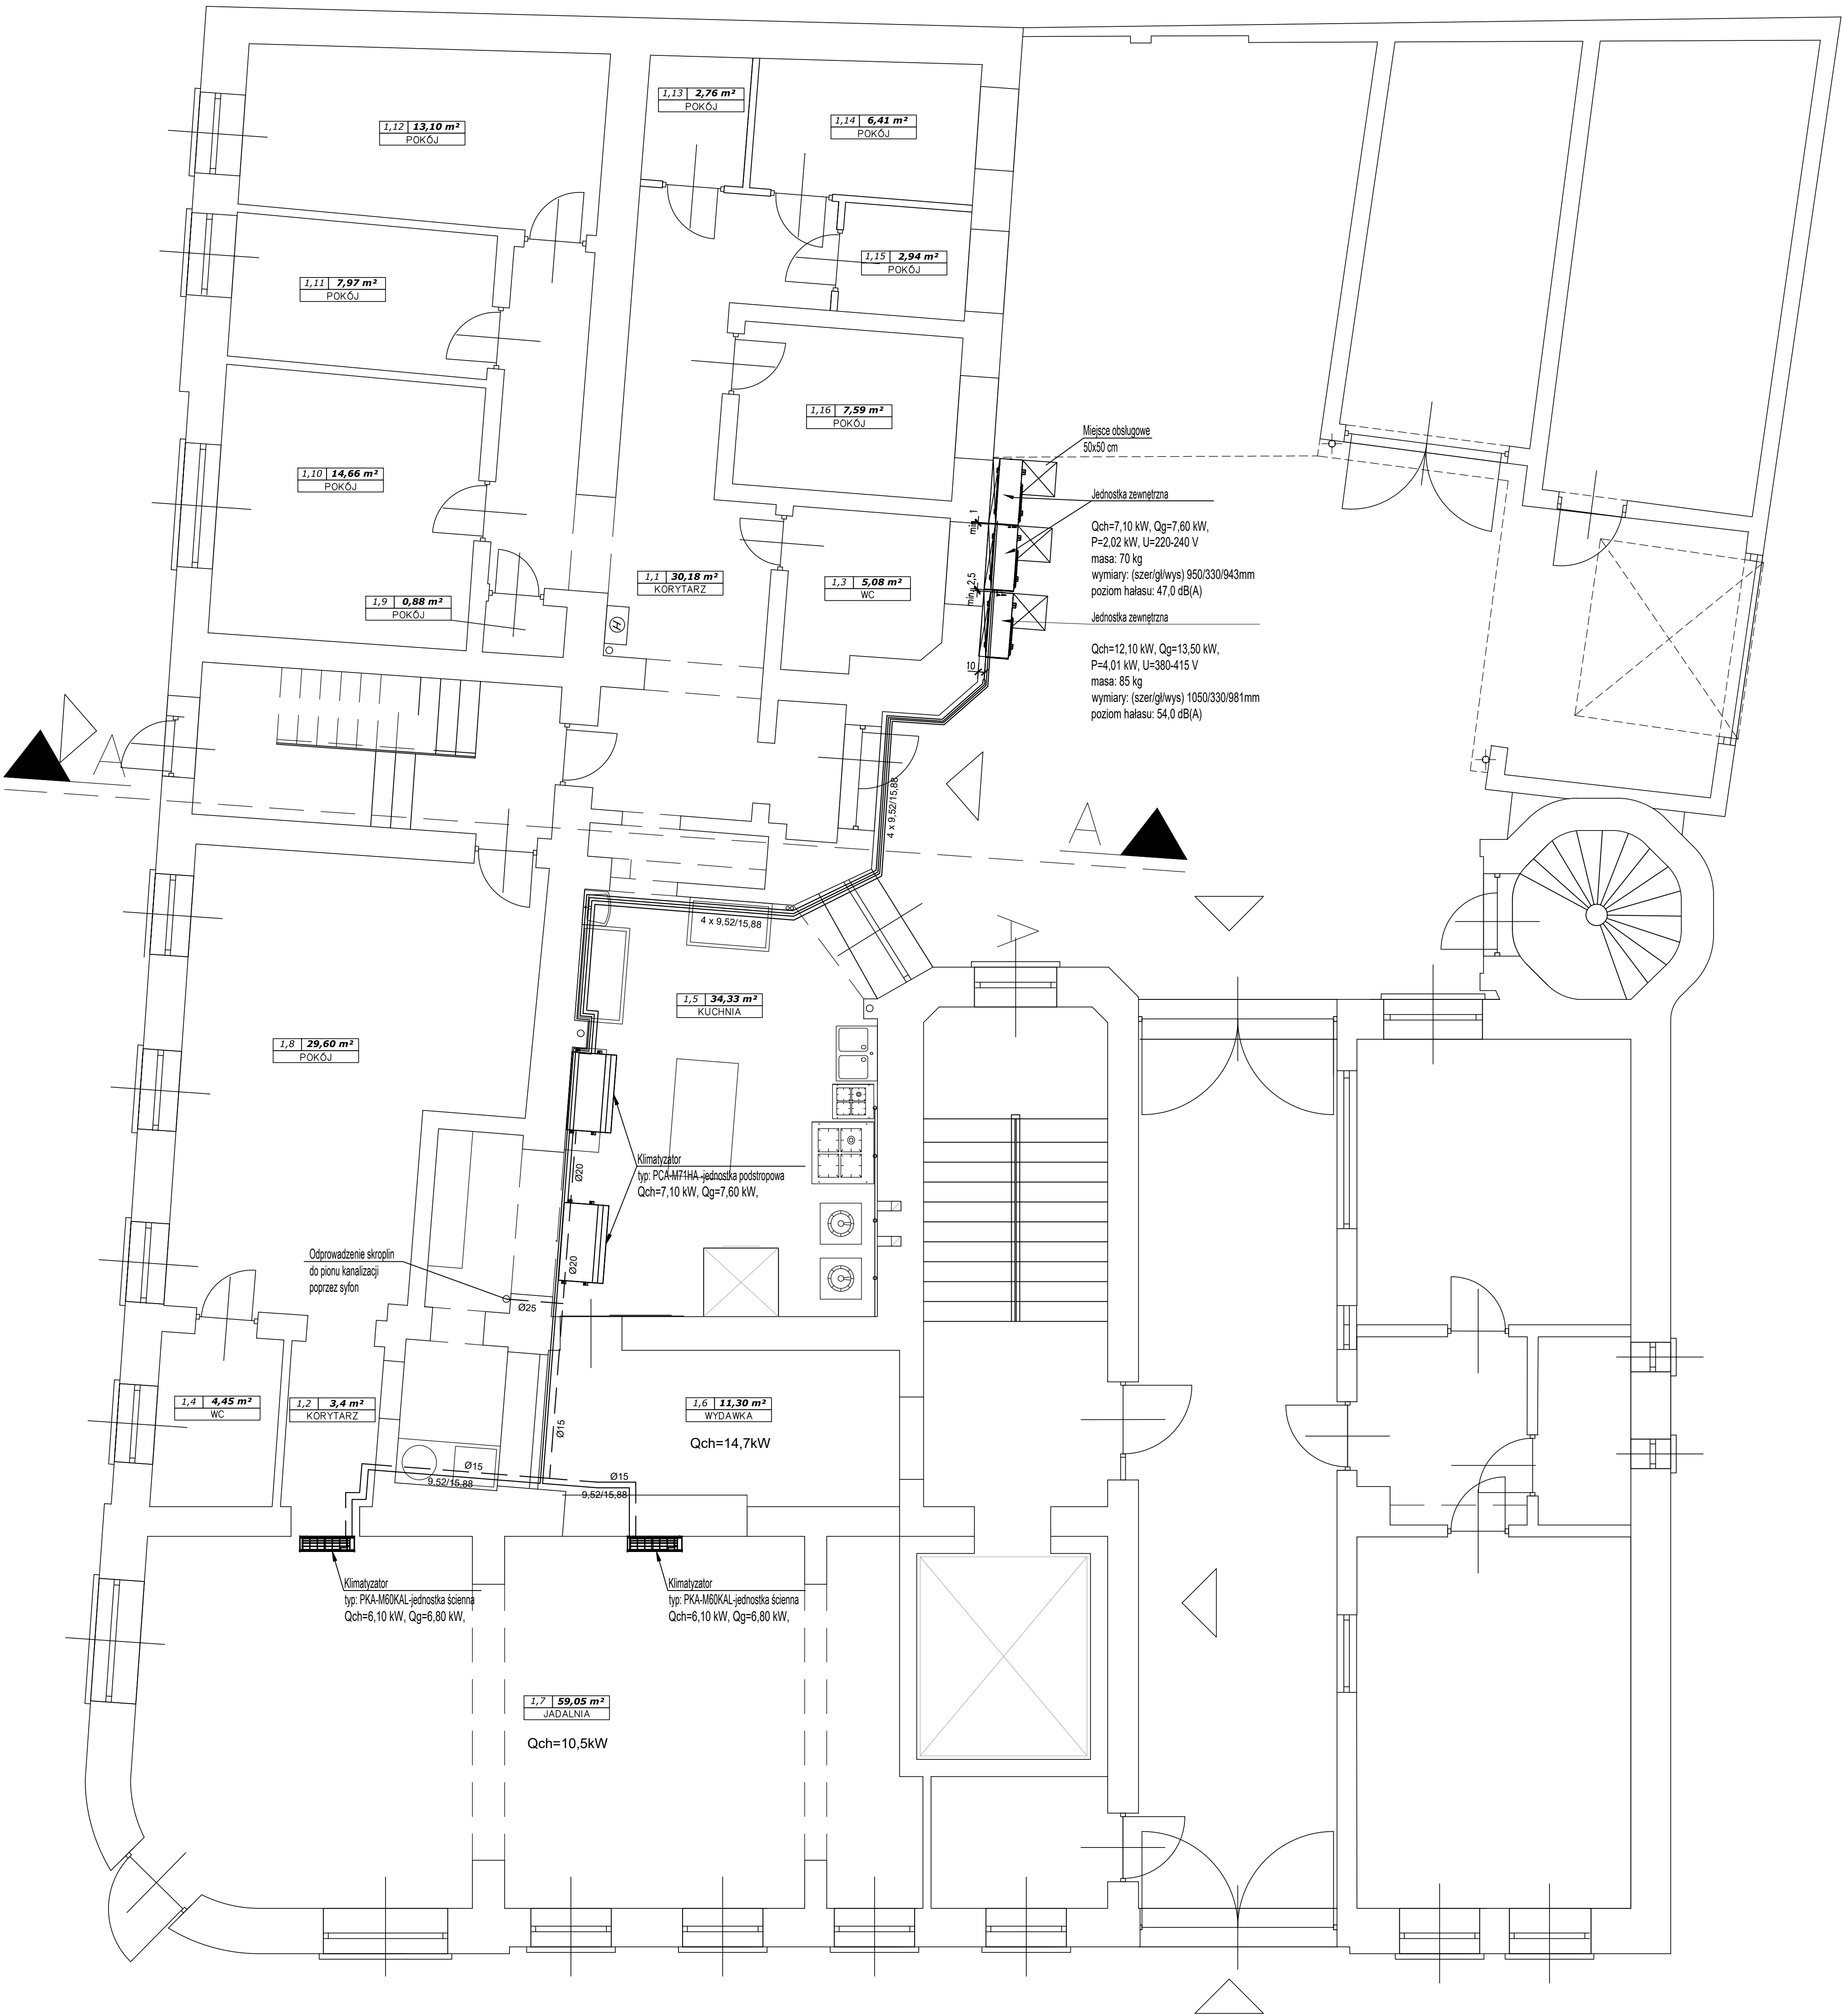 1,13 2,76 m²
POKÓJ
1,14 6,41 m²
POKÓJ
1,12 13,10 m²
POKÓJ
1,15 2,94 m²
POKÓJ
1,11 7,97 m²
POKÓJ
1,16 7,59 m²
POKÓJ
Miejsce obsługowe
50x50 cm
1,10 14,66 m²
POKÓJ
Jednostka zewnętrzna
min. 1
Qch=7,10 kW, Qg=7,60 kW,
P=2,02 kW, U=220-240 V
masa: 70 kg
wymiary: (szer/gł/wys) 950/330/943mm
poziom hałasu: 47,0 dB(A)
1,1 30,18 m²
KORYTARZ
1,3 5,08 m²
WC
min. 2,5
1,9 0,88 m²
POKÓJ
H
Jednostka zewnętrzna
Qch=12,10 kW, Qg=13,50 kW,
P=4,01 kW, U=380-415 V
masa: 85 kg
wymiary: (szer/gł/wys) 1050/330/981mm
poziom hałasu: 54,0 dB(A)
10
A
4 x 9,52/15,88
A
4 x 9,52/15,88
A
1,5 34,33 m²
KUCHNIA
1,8 29,60 m²
POKÓJ
Klimatyzator
typ: PCA-M71HA -jednostka podstropowa
Qch=7,10 kW, Qg=7,60 kW,
Ø20
Ø20
Odprowadzenie skroplin
do pionu kanalizacji
poprzez syfon
Ø25
1,4 4,45 m²
WC
1,2 3,4 m²
KORYTARZ
1,6 11,30 m²
WYDAWKA
Qch=14,7kW
Ø15
Ø15
9,52/15,88
Ø15
9,52/15,88
Klimatyzator
typ: PKA-M60KAL-jednostka ścienna
Qch=6,10 kW, Qg=6,80 kW,
Klimatyzator
typ: PKA-M60KAL-jednostka ścienna
Qch=6,10 kW, Qg=6,80 kW,
1,7 59,05 m²
JADALNIA
Qch=10,5kW